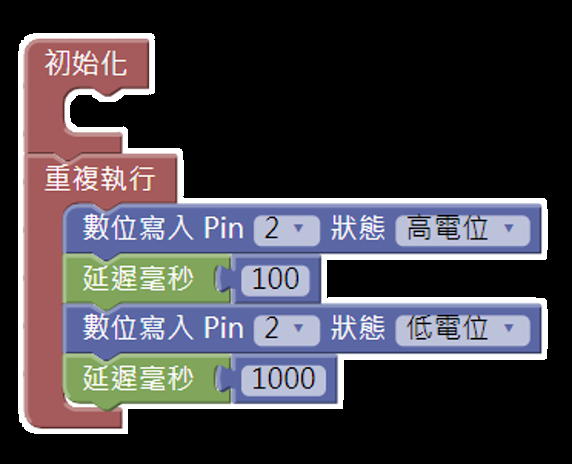 初始化
重複執行
數位寫入 Pin 2 狀態 高電位
延遲毫秒 100
數位寫入 Pin 2 狀態 低電位
延遲毫秒 1000